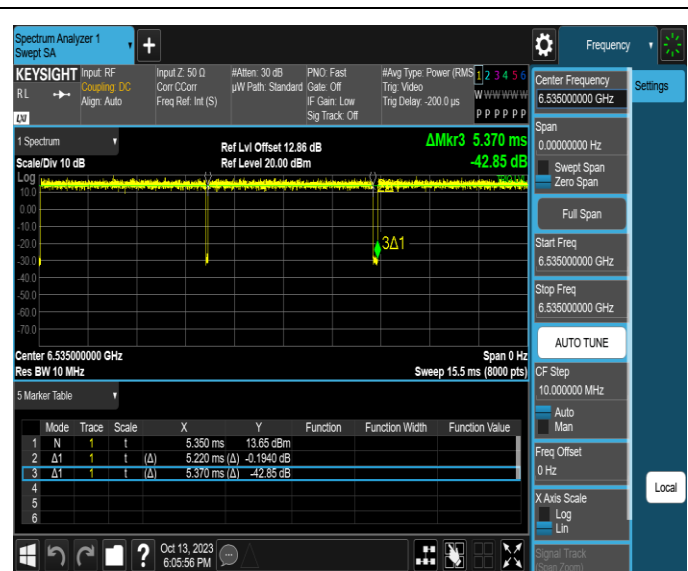 Spectrum Analyzer 1
Swept SA
Frequency
KEYSIGHT
RL
LXI
Input: RF
Coupling: DC
Align: Auto
Input Z: 50 Ω
Corr CCorr
Freq Ref: Int (S)
#Atten: 30 dB
µW Path: Standard
PNO: Fast
Gate: Off
IF Gain: Low
Sig Track: Off
#Avg Type: Power (RMS
Trig: Video
Trig Delay: -200.0 µs
1 2 3 4 5 6
W W W W W W
P P P P P P
Center Frequency
6.535000000 GHz
Settings
Span
0.00000000 Hz
Swept Span
Zero Span
Full Span
Start Freq
6.535000000 GHz
Stop Freq
6.535000000 GHz
AUTO TUNE
CF Step
10.000000 MHz
Auto
Man
Freq Offset
0 Hz
X Axis Scale
Log
Lin
Signal Track
(Span Zoom)
Local
1 Spectrum
Scale/Div 10 dB
Log
Ref Lvl Offset 12.86 dB
Ref Level 20.00 dBm
ΔMkr3 5.370 ms
-42.85 dB
10.0
0.00
-10.0
-20.0
-30.0
-40.0
-50.0
-60.0
-70.0
3Δ1
Center 6.535000000 GHz
Res BW 10 MHz
Span 0 Hz
Sweep 15.5 ms (8000 pts)
5 Marker Table
Mode Trace Scale X Y Function Function Width Function Value
1 N 1 t 5.350 ms 13.65 dBm
2 Δ1 1 t (Δ) 5.220 ms (Δ) -0.1940 dB
3 Δ1 1 t (Δ) 5.370 ms (Δ) -42.85 dB
4
5
6
Oct 13, 2023
6:05:56 PM